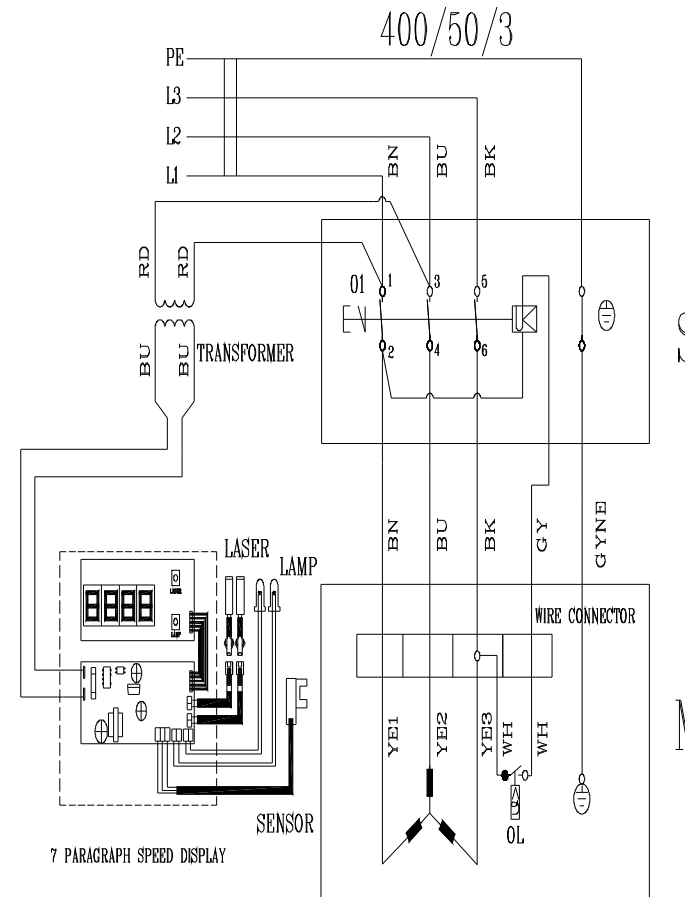 400/50/3
PE
L3
L2
L1
BN
BU
BK
RD
RD
01
1
3
5
2
4
6
TRANSFORMER
BU
BU
BN
BU
BK
GY
GYNE
LASER
LAMP
LASER
LAMP
WIRE CONNECTOR
YE1
YE2
YE3
WH
WH
OL
SENSOR
7 PARAGRAPH SPEED DISPLAY